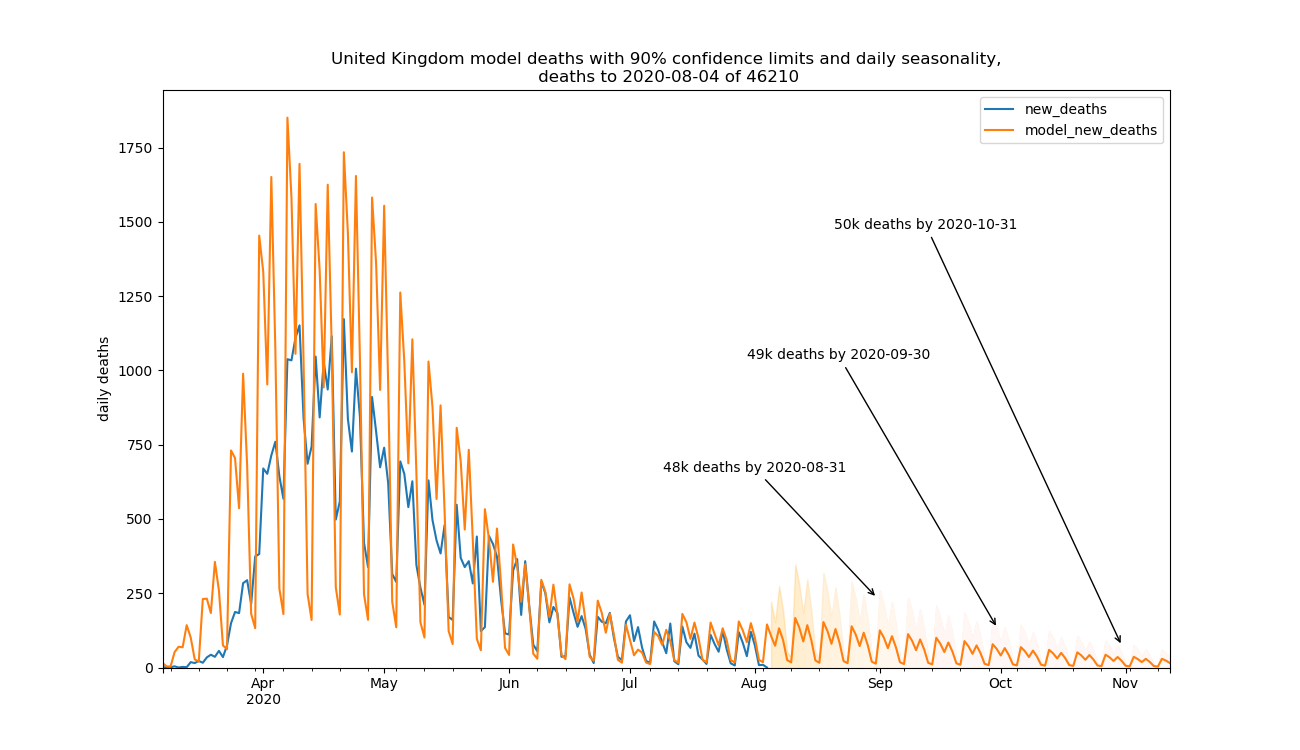 United Kingdom model deaths with 90% confidence limits and daily seasonality,
deaths to 2020-08-04 of 46210
new_deaths
model_new_deaths
1750
1500
1250
1000
750
500
250
0
daily deaths
50k deaths by 2020-10-31
49k deaths by 2020-09-30
48k deaths by 2020-08-31
Apr
2020
May
Jun
Jul
Aug
Sep
Oct
Nov